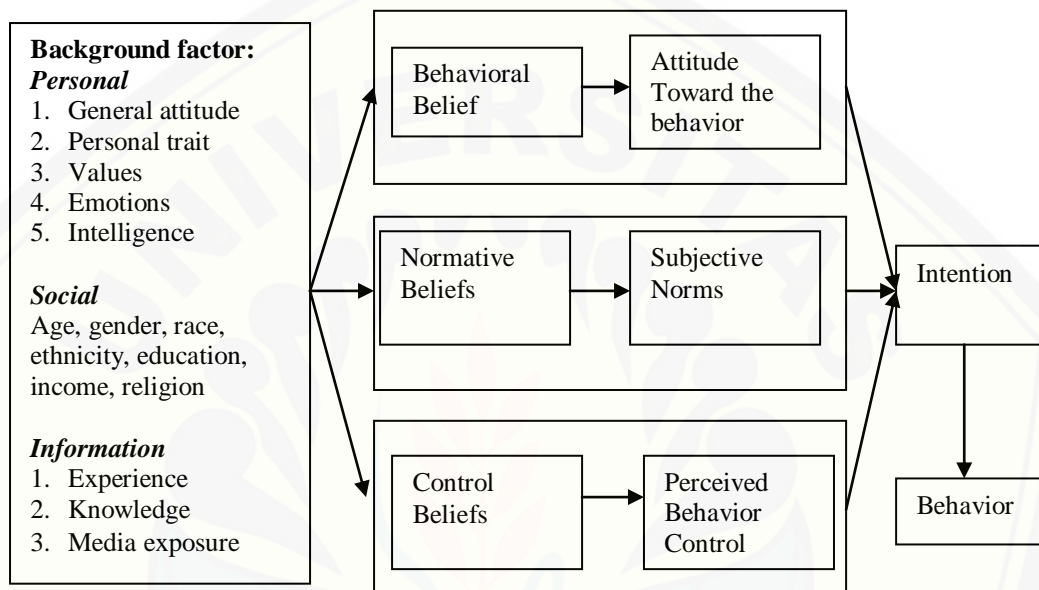 Background factor:
Personal
1. General attitude
2. Personal trait
3. Values
4. Emotions
5. Intelligence
Social
Age, gender, race,
ethnicity, education,
income, religion
Information
1. Experience
2. Knowledge
3. Media exposure
Behavioral
Belief
Attitude
Toward the
behavior
Normative
Beliefs
Subjective
Norms
Control
Beliefs
Perceived
Behavior
Control
Intention
Behavior
UNIVERSITAS